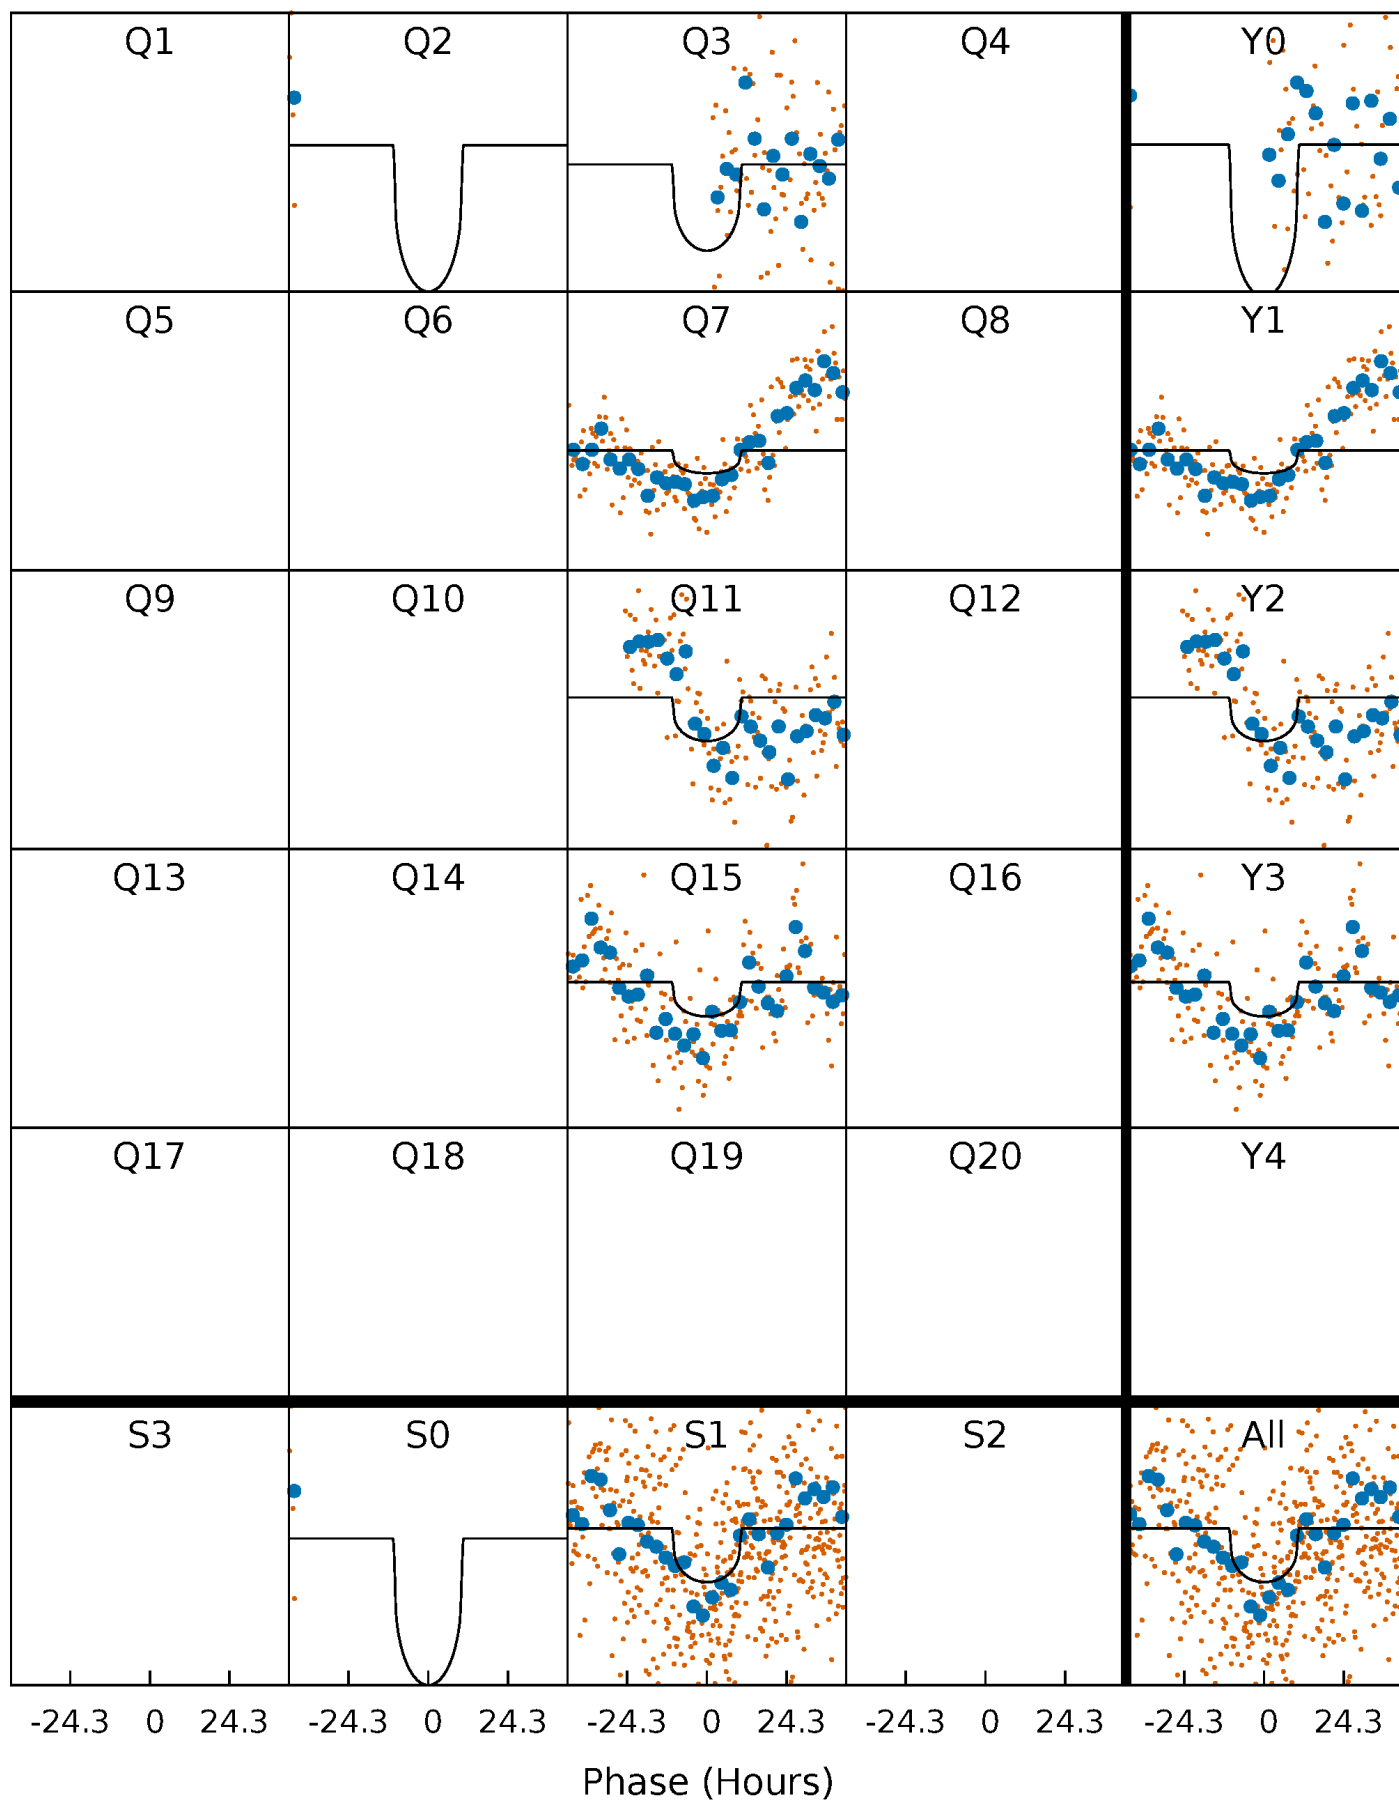 Q1 Q2 Q3 Q4 Y0
Q5 Q6 Q7 Q8 Y1
Q9 Q10 Q11 Q12 Y2
Q13 Q14 Q15 Q16 Y3
Q17 Q18 Q19 Q20 Y4
S3 S0 S1 S2 All
-24.3 0 24.3 -24.3 0 24.3 -24.3 0 24.3 -24.3 0 24.3 -24.3 0 24.3
Phase (Hours)